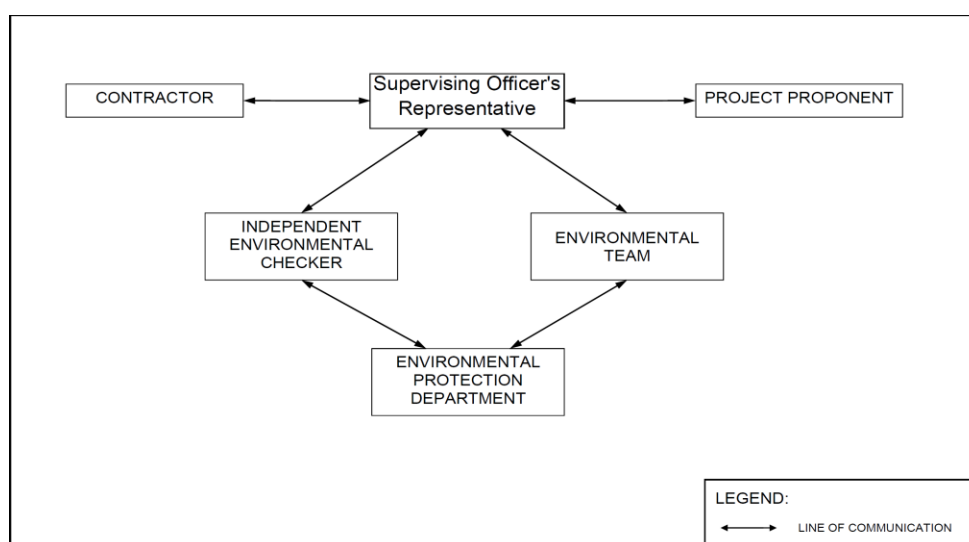 CONTRACTOR
Supervising Officer's
Representative
PROJECT PROPONENT
INDEPENDENT
ENVIRONMENTAL
CHECKER
ENVIRONMENTAL
TEAM
ENVIRONMENTAL
PROTECTION
DEPARTMENT
LEGEND:
LINE OF COMMUNICATION